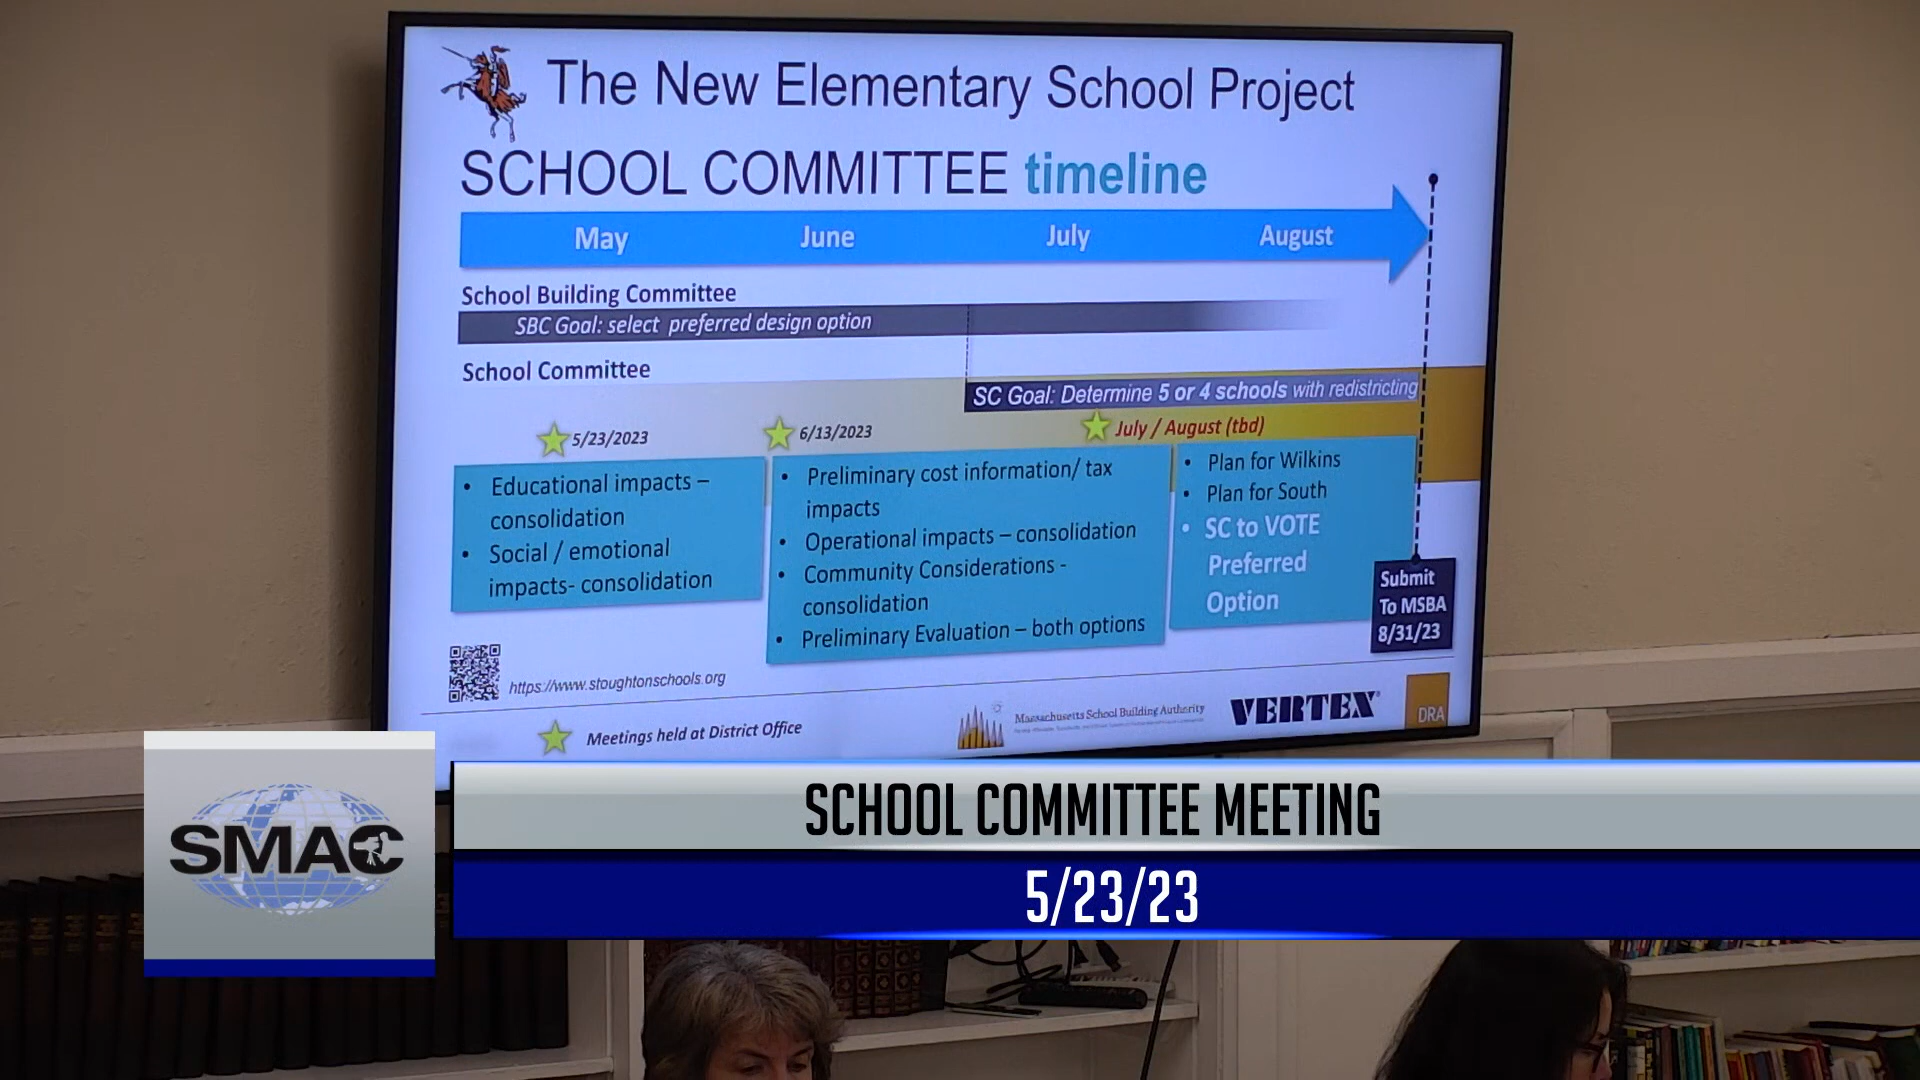 The New Elementary School Project
SCHOOL COMMITTEE timeline
May June July August
School Building Committee
SBC Goal: select preferred design option
School Committee
SC Goal: Determine 5 or 4 schools with redistricting
5/23/2023
6/13/2023
July / August (tbd)
• Educational impacts –
consolidation
• Social / emotional
impacts- consolidation
• Preliminary cost information/ tax
impacts
• Operational impacts – consolidation
• Community Considerations -
consolidation
• Preliminary Evaluation – both options
• Plan for Wilkins
• Plan for South
• SC to VOTE
Preferred
Option
Submit
To MSBA
8/31/23
https://www.stoughtonschools.org
Meetings held at District Office
Massachusetts School Building Authority
VERTEX
DRA
SMAC
SCHOOL COMMITTEE MEETING
5/23/23